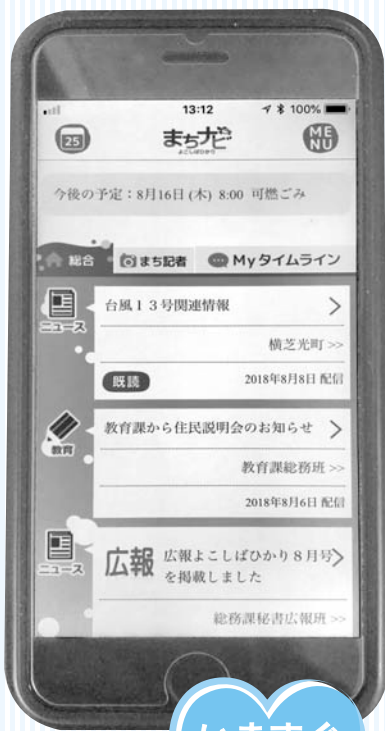 13:12
100%
25
まちナビ
よこしばひかり
ME
NU
今後の予定:8月16日(木) 8:00 可燃ごみ
総合
まち記者
Myタイムライン
ニュース
台風13号関連情報
横芝光町 >>
既読
2018年8月8日 配信
教育
教育課から住民説明会のお知らせ
教育課総務班 >>
2018年8月6日 配信
ニュース
広報
広報よこしばひかり8月号
を掲載しました
総務課秘書広報班 >>